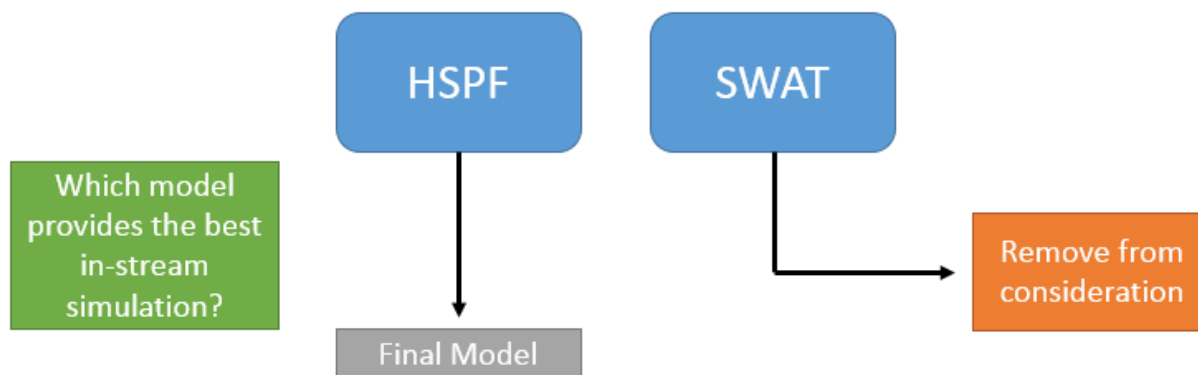 HSPF
SWAT
Which model
provides the best
in-stream
simulation?
Remove from
consideration
Final Model